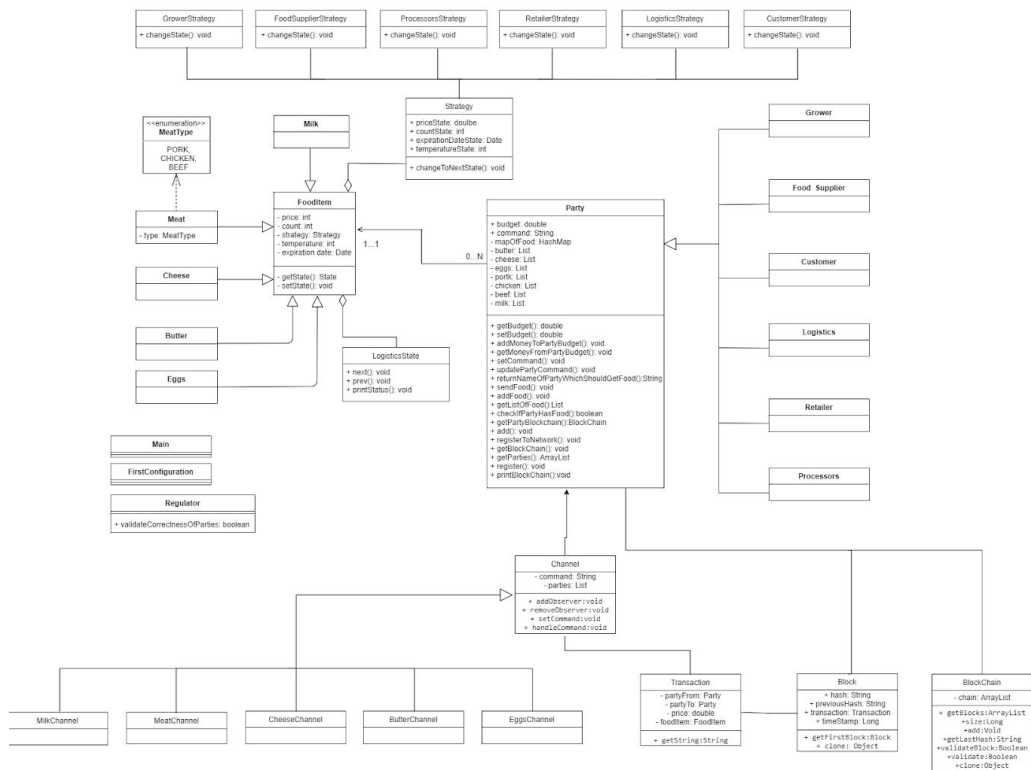 GrowerStrategy
+ changeState(): void
FoodSupplierStrategy
+ changeState(): void
ProcessorsStrategy
+ changeState(): void
RetailerStrategy
+ changeState(): void
LogisticsStrategy
+ changeState(): void
CustomerStrategy
+ changeState(): void
Strategy
+ priceState: doulbe
+ countState: int
+ expirationDateState: Date
+ temperatureState: int
+ changeToNextState(): void
<<enumeration>>
MeatType
PORK,
CHICKEN,
BEEF
Milk
Meat
- type: MeatType
FoodItem
- price: int
- count: int
- strategy: Strategy
- temperature: int
- expiration date: Date
- getState(): State
- setState(): void
1...1
0...N
Cheese
Butter
Eggs
LogisticsState
+ next(): void
+ prev(): void
+ printStatus(): void
Party
+ budget: double
+ command: String
- mapOfFood: HashMap
- butter: List
- cheese: List
- eggs: List
- portk: List
- chicken: List
- beef: List
- milk: List
+ getBudget(): double
+ setBudget(): double
+ addMoneyToPartyBudget(): void
+ getMoneyFromPartyBudget(): void
+ setCommand(): void
+ updatePartyCommand(): void
+ returnNameOfPartyWhichShouldGetFood():String
+ sendFood(): void
+ addFood(): void
+ getListOfFood():List
+ checkIfPartyHasFood():boolean
+ getPartyBlockchain():BlockChain
+ add(): void
+ registerToNetwork(): void
+ getBlockChain(): void
+ getParties(): ArrayList
+ register(): void
+ printBlockChain():void
Grower
Food Supplier
Customer
Logistics
Retailer
Processors
Main
FirstConfiguration
Regulator
+ validateCorrectnessOfParties: boolean
Channel
- command: String
- parties: List
+ addObserver:void
+ removeObserver:void
+ setCommand:void
+ handleCommand:void
MilkChannel
MeatChannel
CheeseChannel
ButterChannel
EggsChannel
Transaction
- partyFrom: Party
- partyTo: Party
- price: double
- foodItem: FoodItem
+ getString:String
Block
+ hash: String
+ previousHash: String
+ transaction: Transaction
+ timeStamp: Long
+ getFirstBlock:Block
+ clone: Object
BlockChain
- chain: ArrayList
+ getBlocks:ArrayList
+size:Long
+add:Void
+getLastHash:String
+validateBlock:Boolean
+validate:Boolean
+clone:Object